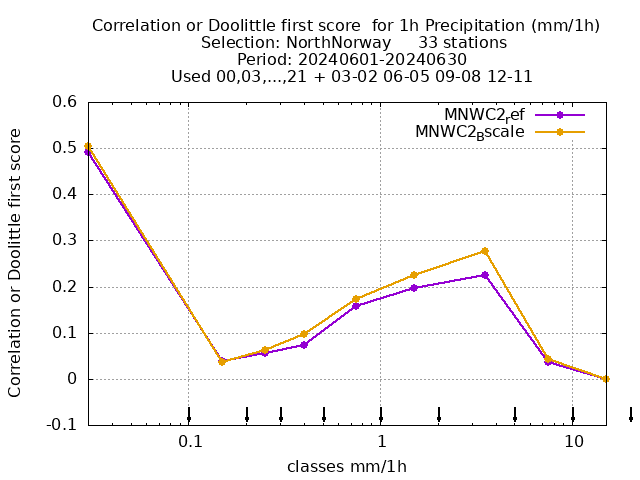 Correlation or Doolittle first score  for 1h Precipitation (mm/1h)
Selection: NorthNorway     33 stations
Period: 20240601-20240630
Used 00,03,...,21 + 03-02 06-05 09-08 12-11
MNWC2ref
MNWC2Bscale
Correlation or Doolittle first score
0.6
0.5
0.4
0.3
0.2
0.1
0
-0.1
0.1 1 10
classes mm/1h